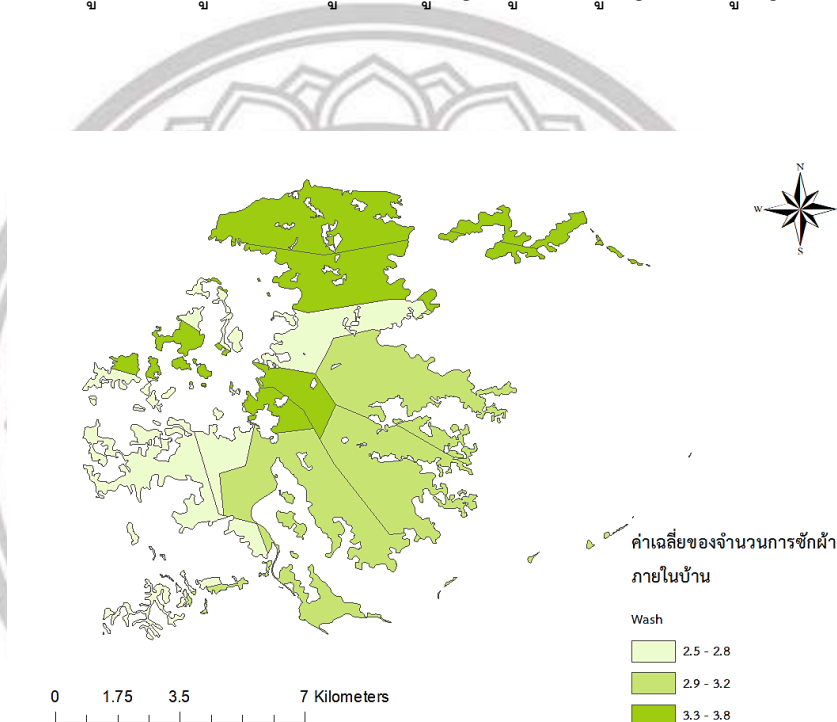 N
W
S
ค่าเฉลี่ยของจำนวนการซักผ้า
ภายในบ้าน
Wash
2.5 - 2.8
2.9 - 3.2
3.3 - 3.8
0 1.75 3.5 7 Kilometers